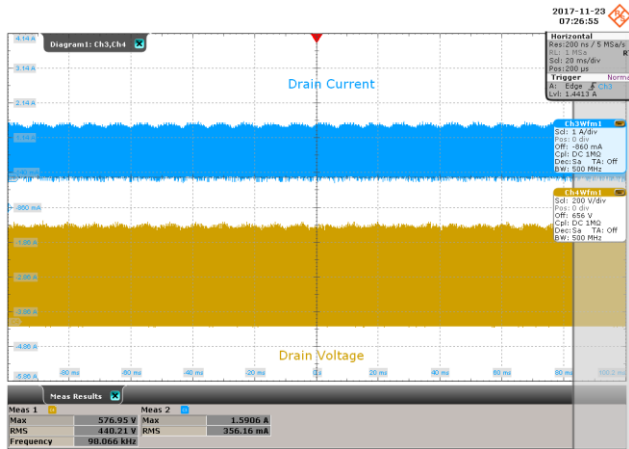 2017-11-23
07:26:55
Diagram1: Ch3,Ch4
Horizontal
Res:200 ns / 5 MSa/s
RL: 1 MSa
Scl: 20 ms/div
Pos:200 µs
Trigger
Norma
A: Edge Ch3
Lvl: 1.4413 A
4.14 A
3.14 A
2.14 A
Drain Current
Ch3Wfm1
Scl: 1 A/div
Pos: 0 div
Off: -860 mA
Cpl: DC 1MΩ
Dec:Sa TA: Off
BW: 500 MHz
-860 mA
Ch4Wfm1
Scl: 200 V/div
Pos: 0 div
Off: 656 V
Cpl: DC 1MΩ
Dec:Sa TA: Off
BW: 500 MHz
-1.86 A
-2.86 A
-3.86 A
-4.86 A
Drain Voltage
-5.86 A
-80 ms
-60 ms
-40 ms
-20 ms
0 s
20 ms
40 ms
60 ms
80 ms
100.2 ms
Meas Results
Meas 1
Meas 2
Max 576.95 V Max 1.5906 A
RMS 440.21 V RMS 356.16 mA
Frequency 90.066 kHz